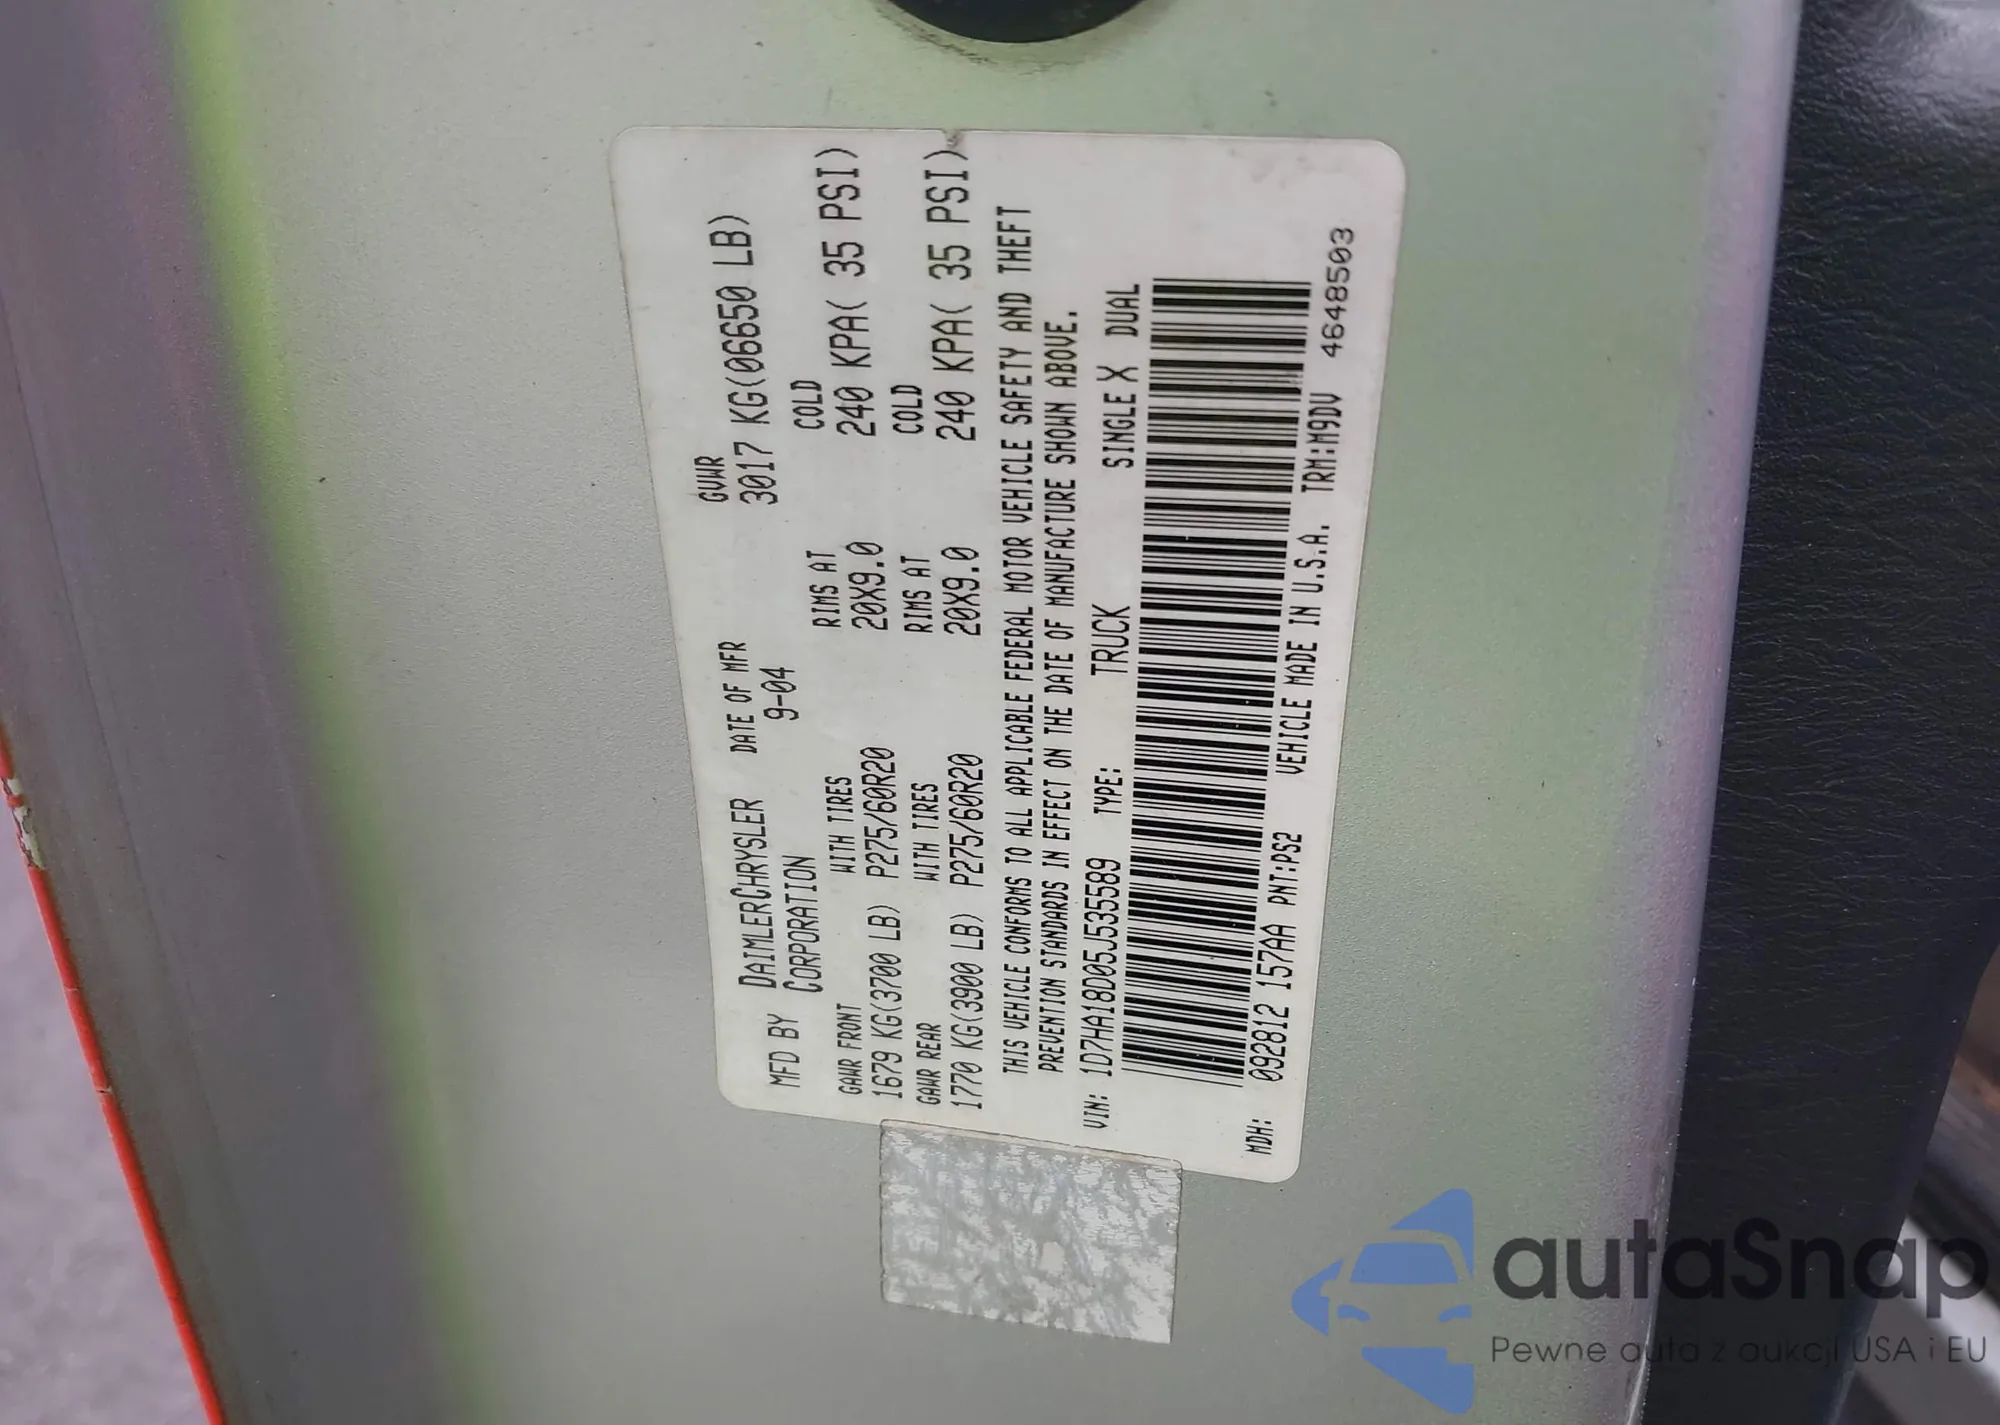 MFD BY DAIMLERCHRYSLER CORPORATION DATE OF MFR 9-04 GVWR 3017 KG(06650 LB)
GAWR FRONT WITH TIRES RIMS AT COLD
1679 KG(3700 LB) P275/60R20 20X9.0 240 KPA( 35 PSI)
GAWR REAR WITH TIRES RIMS AT COLD
1770 KG(3900 LB) P275/60R20 20X9.0 240 KPA( 35 PSI)
THIS VEHICLE CONFORMS TO ALL APPLICABLE FEDERAL MOTOR VEHICLE SAFETY AND THEFT
PREVENTION STANDARDS IN EFFECT ON THE DATE OF MANUFACTURE SHOWN ABOVE.
VIN: 1D7HA18D05J535589 TYPE: TRUCK SINGLE X DUAL
MDH: 092812 157AA PNT:PS2 VEHICLE MADE IN U.S.A. TRM:M9DV 4648503
autaSnap
Pewne auta z aukcji USA i EU